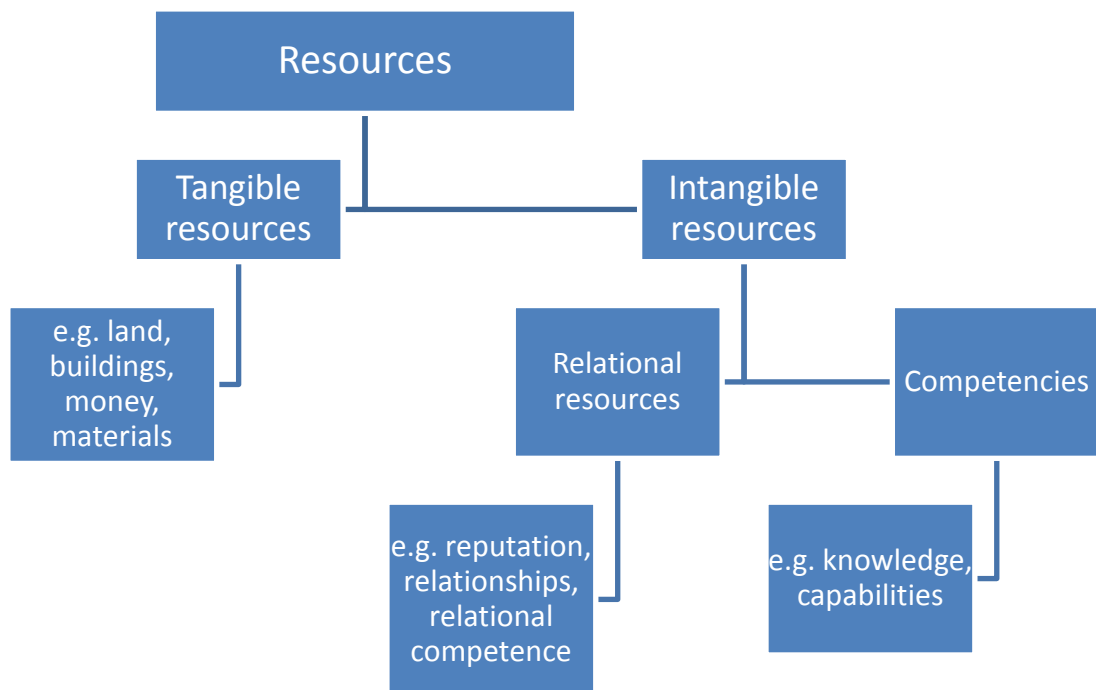 Resources
Tangible
resources
Intangible
resources
e.g. land,
buildings,
money,
materials
Relational
resources
Competencies
e.g. reputation,
relationships,
relational
competence
e.g. knowledge,
capabilities